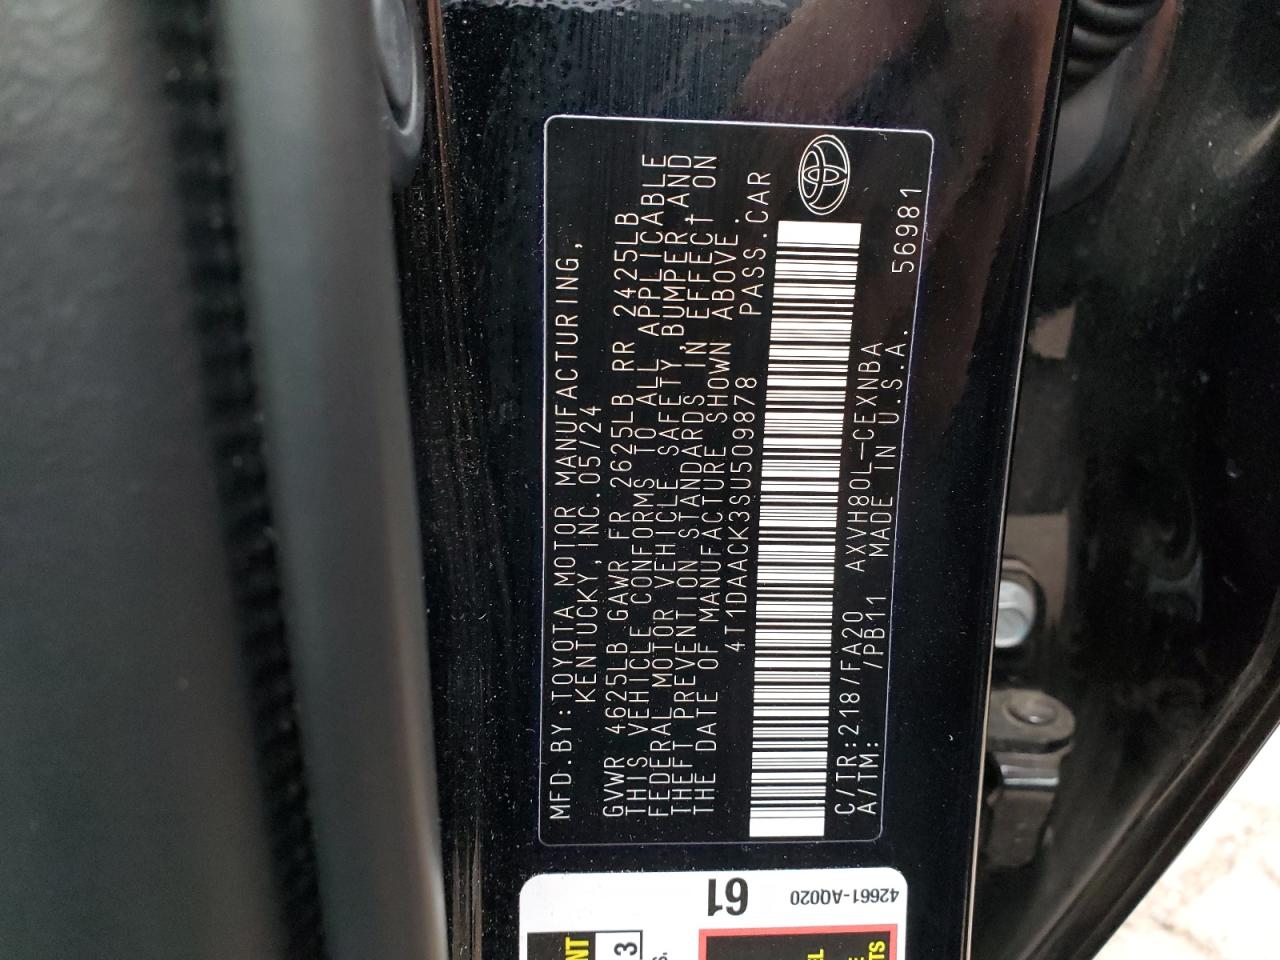 MFD.BY:TOYOTA MOTOR MANUFACTURING,
KENTUCKY,INC.05/24
GVWR 4625LB GAWR FR 2625LB RR 2425LB
THIS VEHICLE CONFORMS TO ALL APPLICABLE
FEDERAL MOTOR VEHICLE SAFETY,BUMPER,AND
THEFT PREVENTION STANDARDS IN EFFECT ON
THE DATE OF MANUFACTURE SHOWN ABOVE.
4T1DAACK3SU509878 PASS.CAR
C/TR:218/FA20 AXVH80L-CEXNBA
A/TM: /PB11 MADE IN U.S.A. 56981
61
42661-AQ020
3